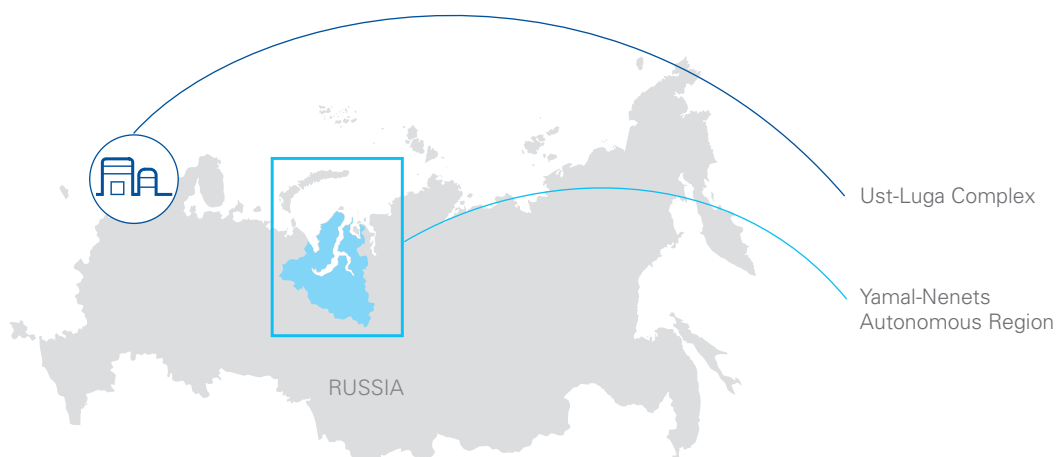 Ust-Luga Complex
Yamal-Nenets
Autonomous Region
RUSSIA